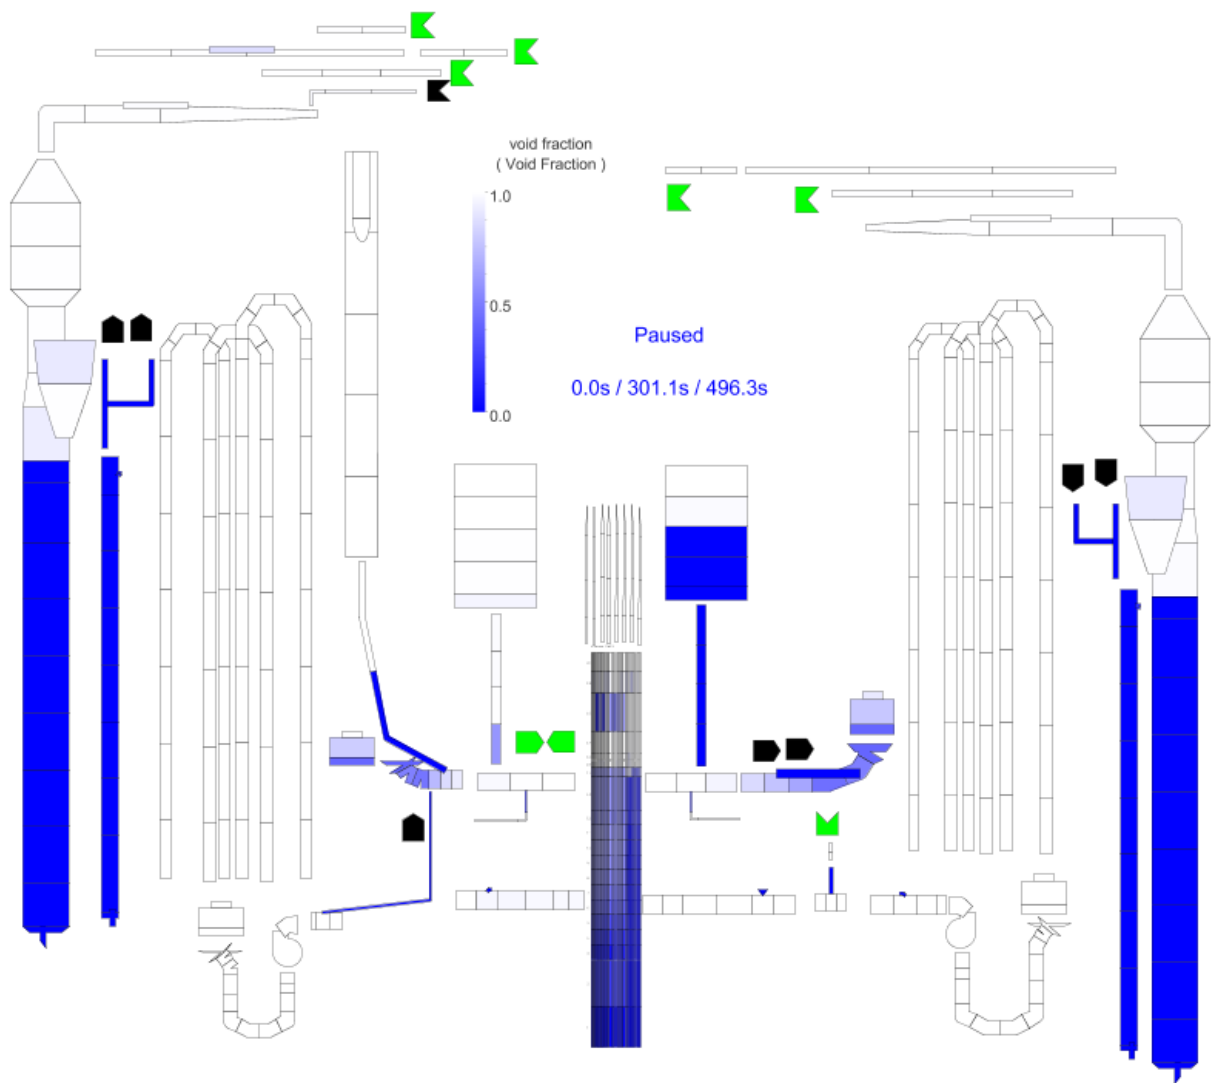 void fraction
( Void Fraction )
1.0
0.5
0.0
Paused
0.0s / 301.1s / 496.3s